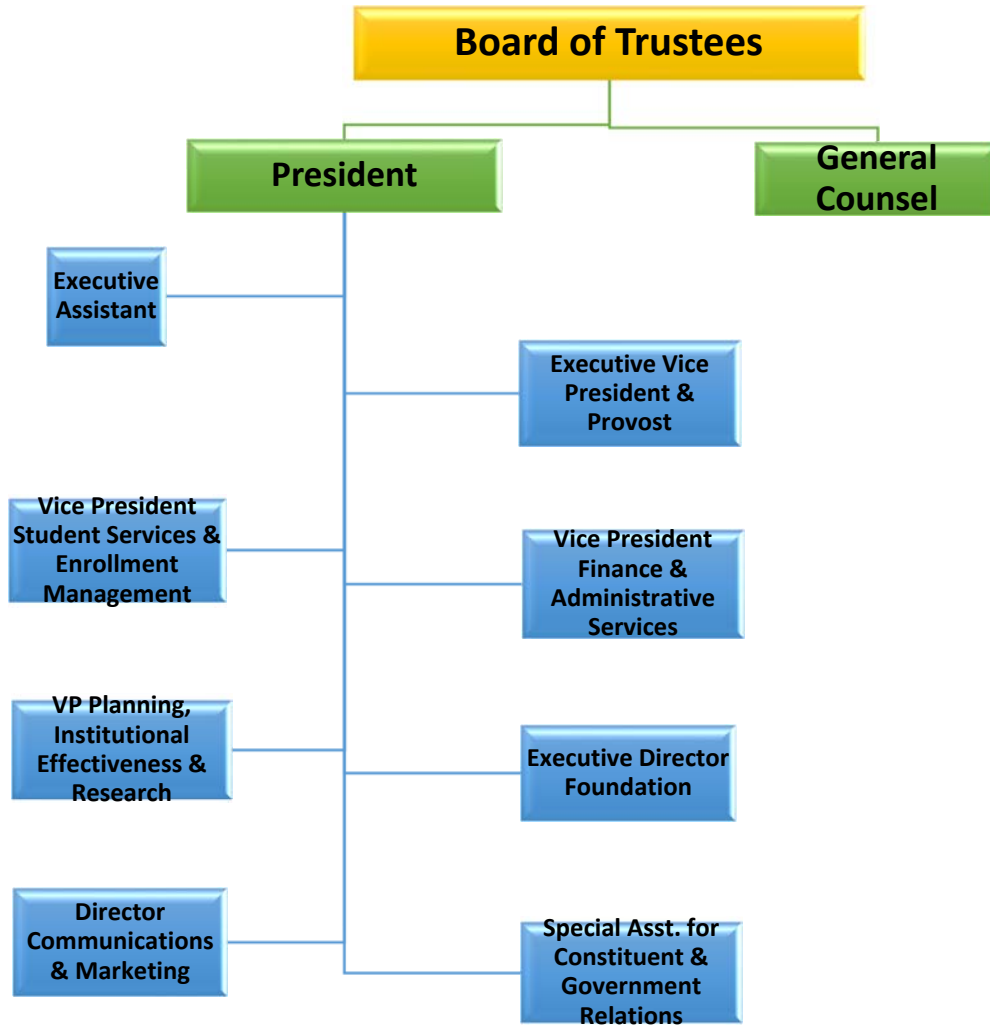 Board of Trustees
President
General
Counsel
Executive
Assistant
Executive Vice
President &
Provost
Vice President
Student Services &
Enrollment
Management
Vice President
Finance &
Administrative
Services
VP Planning,
Institutional
Effectiveness &
Research
Executive Director
Foundation
Director
Communications
& Marketing
Special Asst. for
Constituent &
Government
Relations